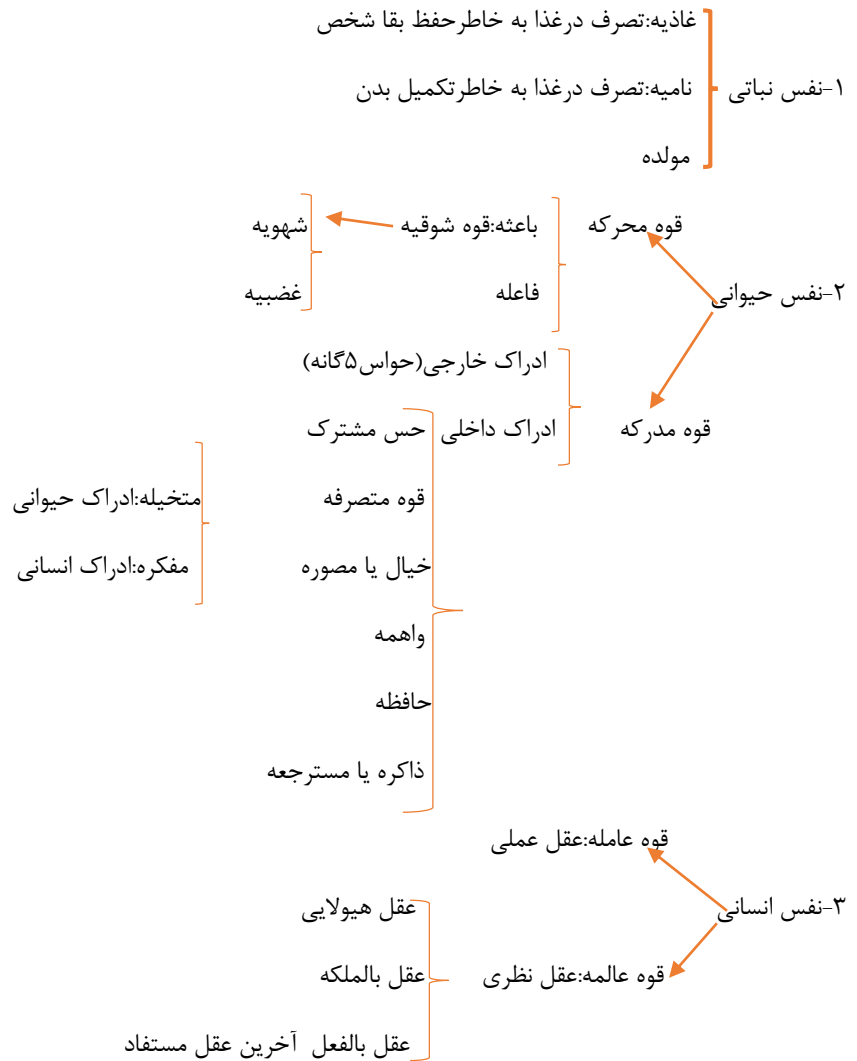 غاذیه:تصرف درغذا به خاطرحفظ بقا شخص
۱-نفس نباتی نامیه:تصرف درغذا به خاطرتکمیل بدن
مولده
قوه محرکه باعثه:قوه شوقیه شهویه
۲-نفس حیوانی فاعله غضبیه
ادراک خارجی(حواس۵گانه)
قوه مدرکه ادراک داخلی حس مشترک
قوه متصرفه متخیله:ادراک حیوانی
خیال یا مصوره مفکره:ادراک انسانی
واهمه
حافظه
ذاکره یا مسترجعه
قوه عامله:عقل عملی
۳-نفس انسانی عقل هیولایی
قوه عالمه:عقل نظری عقل بالملکه
عقل بالفعل آخرین عقل مستفاد